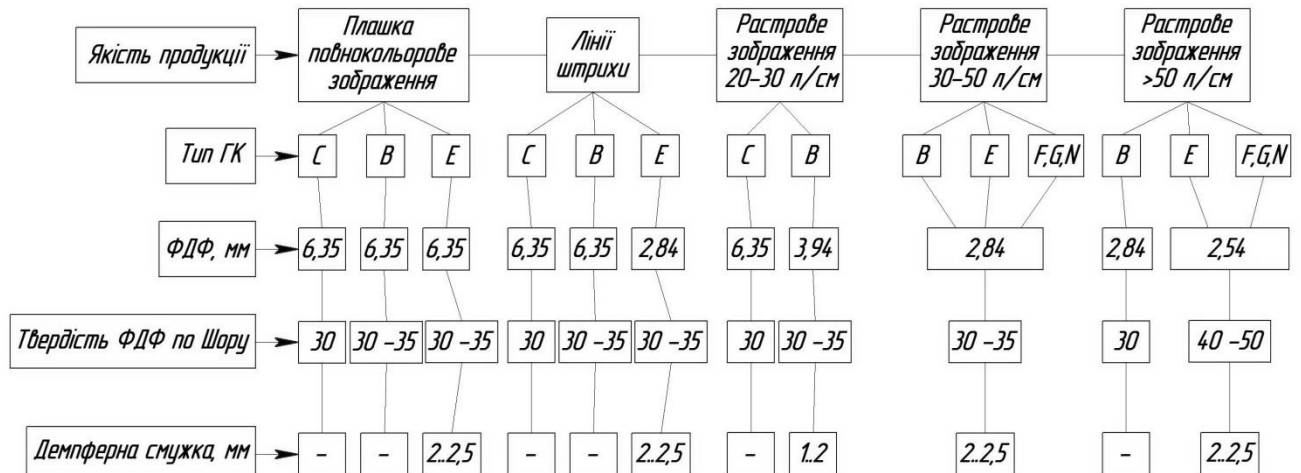 Якість продукції
Плашка
повнокольорове
зображення
Лінії
штрихи
Растрове
зображення
20–30 л/см
Растрове
зображення
30–50 л/см
Растрове
зображення
>50 л/см
Тип ГК
С В Е С В Е С В В Е F,G,N В Е F,G,N
ФДФ, мм
6,35 6,35 6,35 6,35 6,35 2,84 6,35 3,94 2,84 2,84 2,54
Твердість ФДФ по Шору
30 30 –35 30 –35 30 30 –35 30 –35 30 30 –35 30 –35 30 40 –50
Демпферна смужка, мм
– – 2..2,5 – – 2..2,5 – 1..2 2..2,5 – 2..2,5